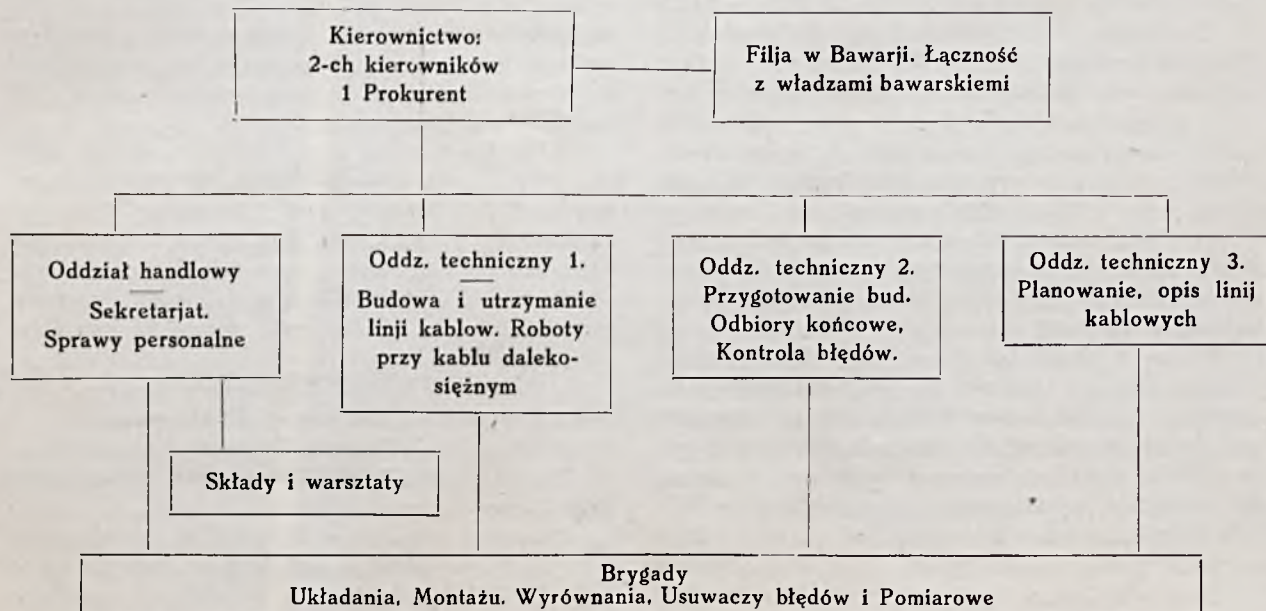 Kierownictwo:
2-ch kierowników
1 Prokurent
Filja w Bawarji. Łączność
z władzami bawarskiemi
Oddział handlowy
Sekretarjat.
Sprawy personalne
Oddz. techniczny 1.
Budowa i utrzymanie
linji kablow. Roboty
przy kablu daleko-
siężnym
Oddz. techniczny 2.
Przygotowanie bud.
Odbiory końcowe,
Kontrola błędów.
Oddz. techniczny 3.
Planowanie, opis linij
kablowych
Składy i warsztaty
Brygady
Układania, Montażu. Wyrównania, Usuwaczy błędów i Pomiarowe